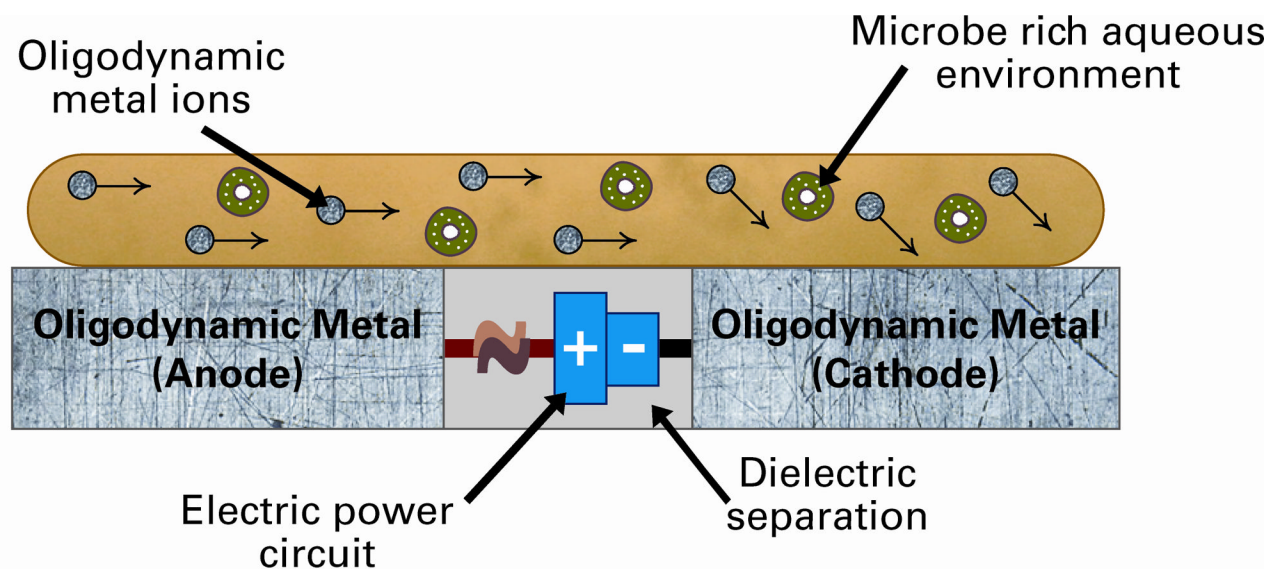 Oligodynamic
metal ions
Microbe rich aqueous
environment
Oligodynamic Metal
(Anode)
+ -
Oligodynamic Metal
(Cathode)
Electric power
circuit
Dielectric
separation